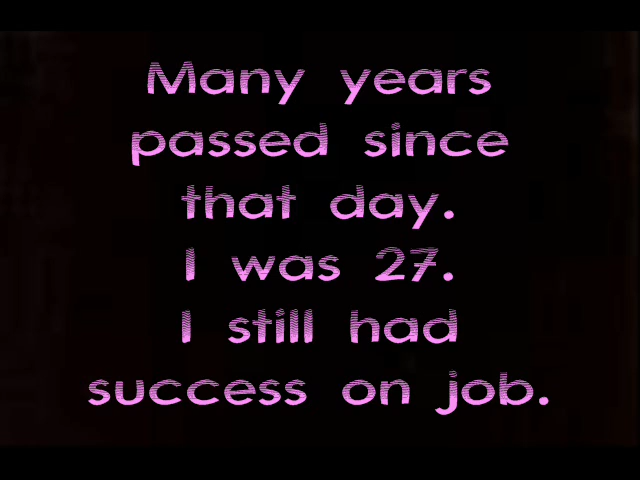 Many years
passed since
that day.
I was 27.
I still had
success on job.